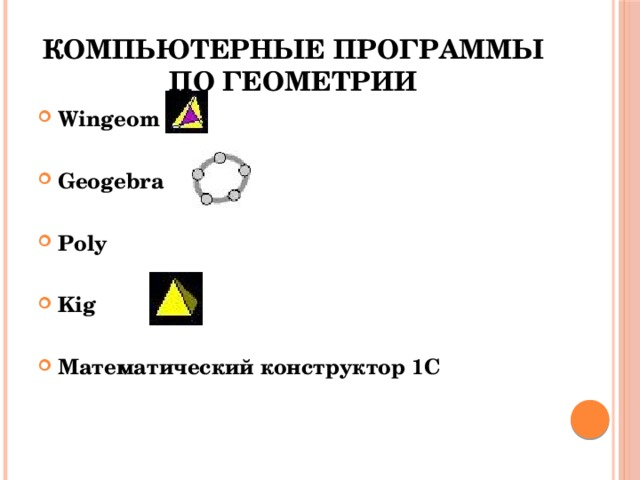 КОМПЬЮТЕРНЫЕ ПРОГРАММЫ
ПО ГЕОМЕТРИИ
Wingeom
Geogebra
Poly
Kig
Математический конструктор 1С